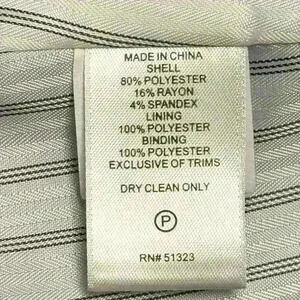 MADE IN CHINA
SHELL
80% POLYESTER
16% RAYON
4% SPANDEX
LINING
100% POLYESTER
BINDING
100% POLYESTER
EXCLUSIVE OF TRIMS
DRY CLEAN ONLY
P
RN# 51323